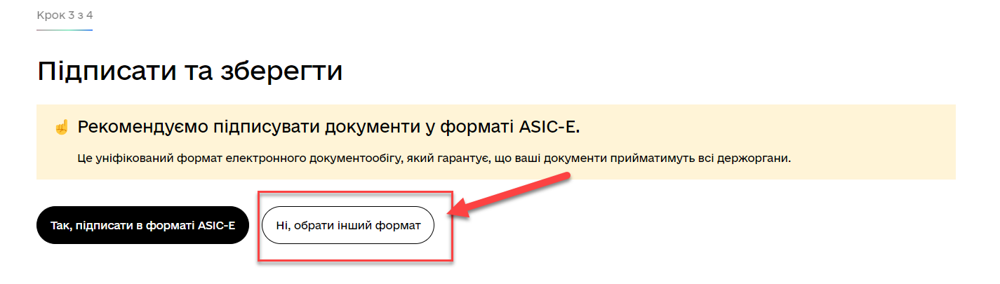 Крок 3 з 4
Підписати та зберегти
☝ Рекомендуємо підписувати документи у форматі ASIC-E.
Це уніфікований формат електронного документообігу, який гарантує, що ваші документи прийматимуть всі держоргани.
Так, підписати в форматі ASIC-E
Ні, обрати інший формат